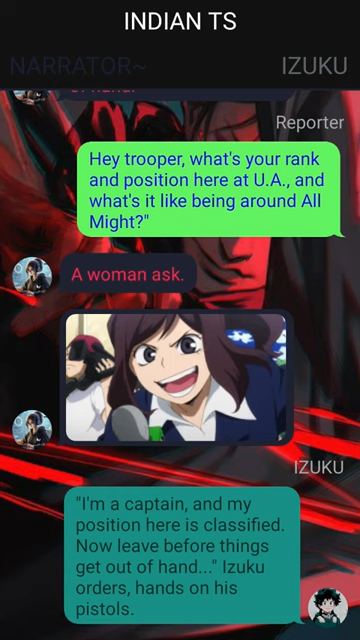 INDIAN TS
NARRATOR~
IZUKU
Reporter
Hey trooper, what's your rank
and position here at U.A., and
what's it like being around All
Might?"
A woman ask.
IZUKU
"I'm a captain, and my
position here is classified.
Now leave before things
get out of hand..." Izuku
orders, hands on his
pistols.